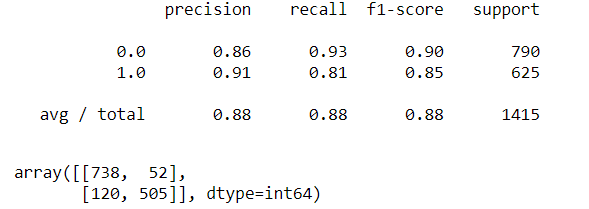 precision recall f1-score support
0.0 0.86 0.93 0.90 790
1.0 0.91 0.81 0.85 625
avg / total 0.88 0.88 0.88 1415
array([[738, 52],
[120, 505]], dtype=int64)